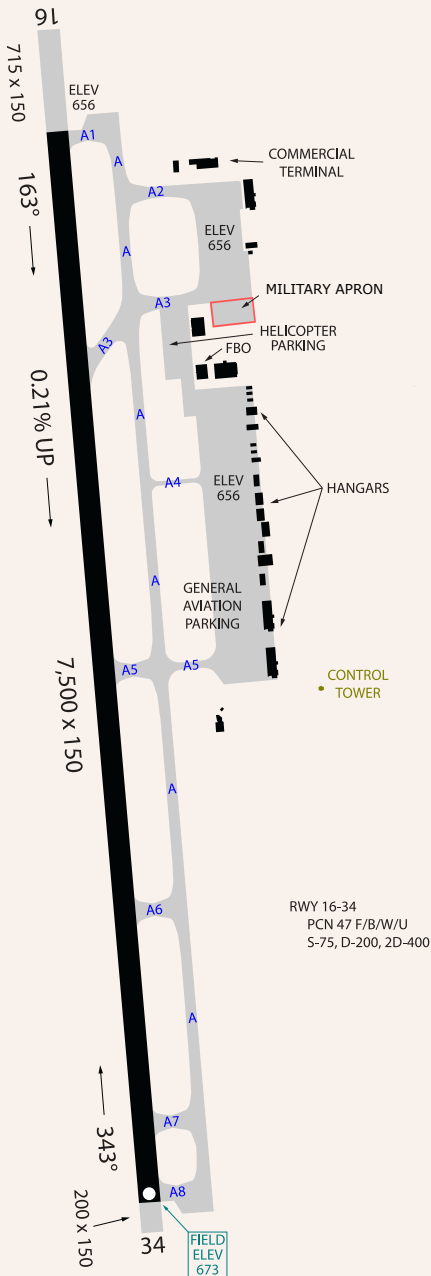 16
715 x 150
ELEV
656
A1
A
COMMERCIAL
TERMINAL
A2
163°
A
ELEV
656
MILITARY APRON
A3
HELICOPTER
PARKING
A3
FBO
0.21% UP
A
A4
ELEV
656
HANGARS
A
GENERAL
AVIATION
PARKING
A5
A5
CONTROL
TOWER
7,500 x 150
A
A6
RWY 16-34
PCN 47 F/B/W/U
S-75, D-200, 2D-400
A
343°
A7
A8
200 x 150
34
FIELD
ELEV
673